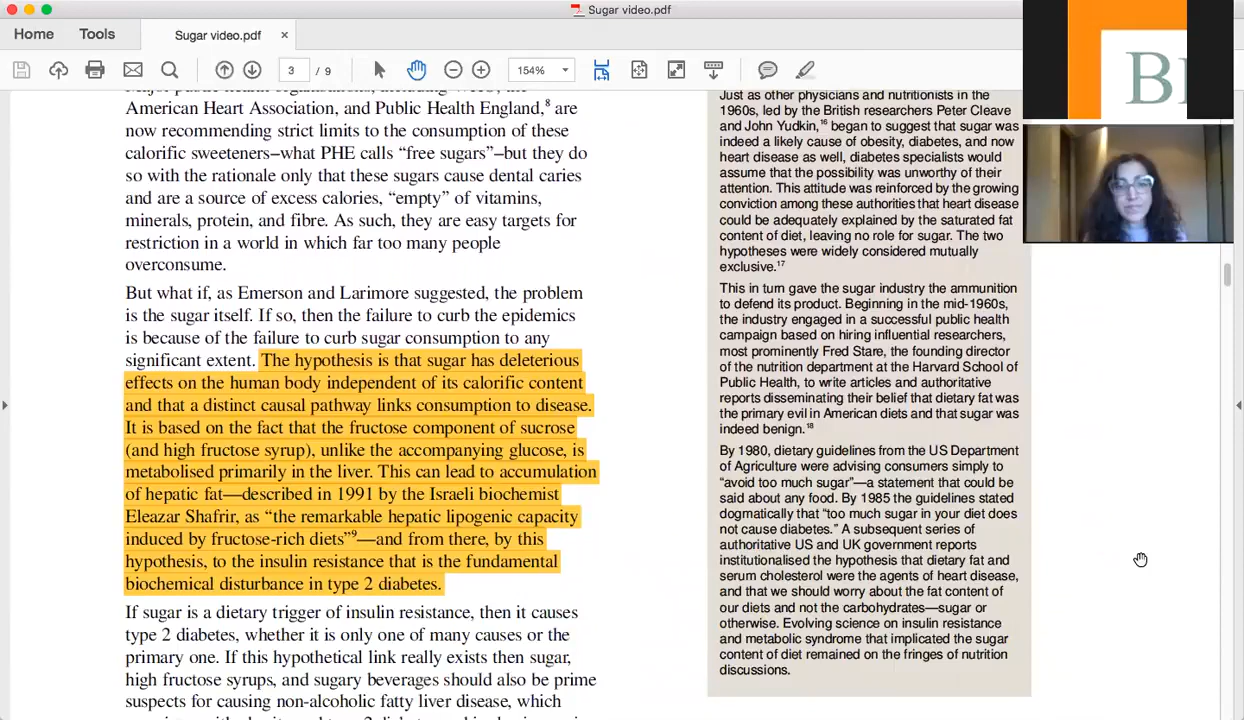 Sugar video.pdf
Home
Tools
Sugar video.pdf
×
3 / 9
154%
American Heart Association, and Public Health England,8 are
now recommending strict limits to the consumption of these
calorific sweeteners–what PHE calls “free sugars”–but they do
so with the rationale only that these sugars cause dental caries
and are a source of excess calories, “empty” of vitamins,
minerals, protein, and fibre. As such, they are easy targets for
restriction in a world in which far too many people
overconsume.
But what if, as Emerson and Larimore suggested, the problem
is the sugar itself. If so, then the failure to curb the epidemics
is because of the failure to curb sugar consumption to any
significant extent. The hypothesis is that sugar has deleterious
effects on the human body independent of its calorific content
and that a distinct causal pathway links consumption to disease.
It is based on the fact that the fructose component of sucrose
(and high fructose syrup), unlike the accompanying glucose, is
metabolised primarily in the liver. This can lead to accumulation
of hepatic fat—described in 1991 by the Israeli biochemist
Eleazar Shafrir, as “the remarkable hepatic lipogenic capacity
induced by fructose-rich diets”9—and from there, by this
hypothesis, to the insulin resistance that is the fundamental
biochemical disturbance in type 2 diabetes.
If sugar is a dietary trigger of insulin resistance, then it causes
type 2 diabetes, whether it is only one of many causes or the
primary one. If this hypothetical link really exists then sugar,
high fructose syrups, and sugary beverages should also be prime
suspects for causing non-alcoholic fatty liver disease, which
Just as other physicians and nutritionists in the
1960s, led by the British researchers Peter Cleave
and John Yudkin,16 began to suggest that sugar was
indeed a likely cause of obesity, diabetes, and now
heart disease as well, diabetes specialists would
assume that the possibility was unworthy of their
attention. This attitude was reinforced by the growing
conviction among these authorities that heart disease
could be adequately explained by the saturated fat
content of diet, leaving no role for sugar. The two
hypotheses were widely considered mutually
exclusive.17
This in turn gave the sugar industry the ammunition
to defend its product. Beginning in the mid-1960s,
the industry engaged in a successful public health
campaign based on hiring influential researchers,
most prominently Fred Stare, the founding director
of the nutrition department at the Harvard School of
Public Health, to write articles and authoritative
reports disseminating their belief that dietary fat was
the primary evil in American diets and that sugar was
indeed benign.18
By 1980, dietary guidelines from the US Department
of Agriculture were advising consumers simply to
“avoid too much sugar”—a statement that could be
said about any food. By 1985 the guidelines stated
dogmatically that “too much sugar in your diet does
not cause diabetes.” A subsequent series of
authoritative US and UK government reports
institutionalised the hypothesis that dietary fat and
serum cholesterol were the agents of heart disease,
and that we should worry about the fat content of
our diets and not the carbohydrates—sugar or
otherwise. Evolving science on insulin resistance
and metabolic syndrome that implicated the sugar
content of diet remained on the fringes of nutrition
discussions.